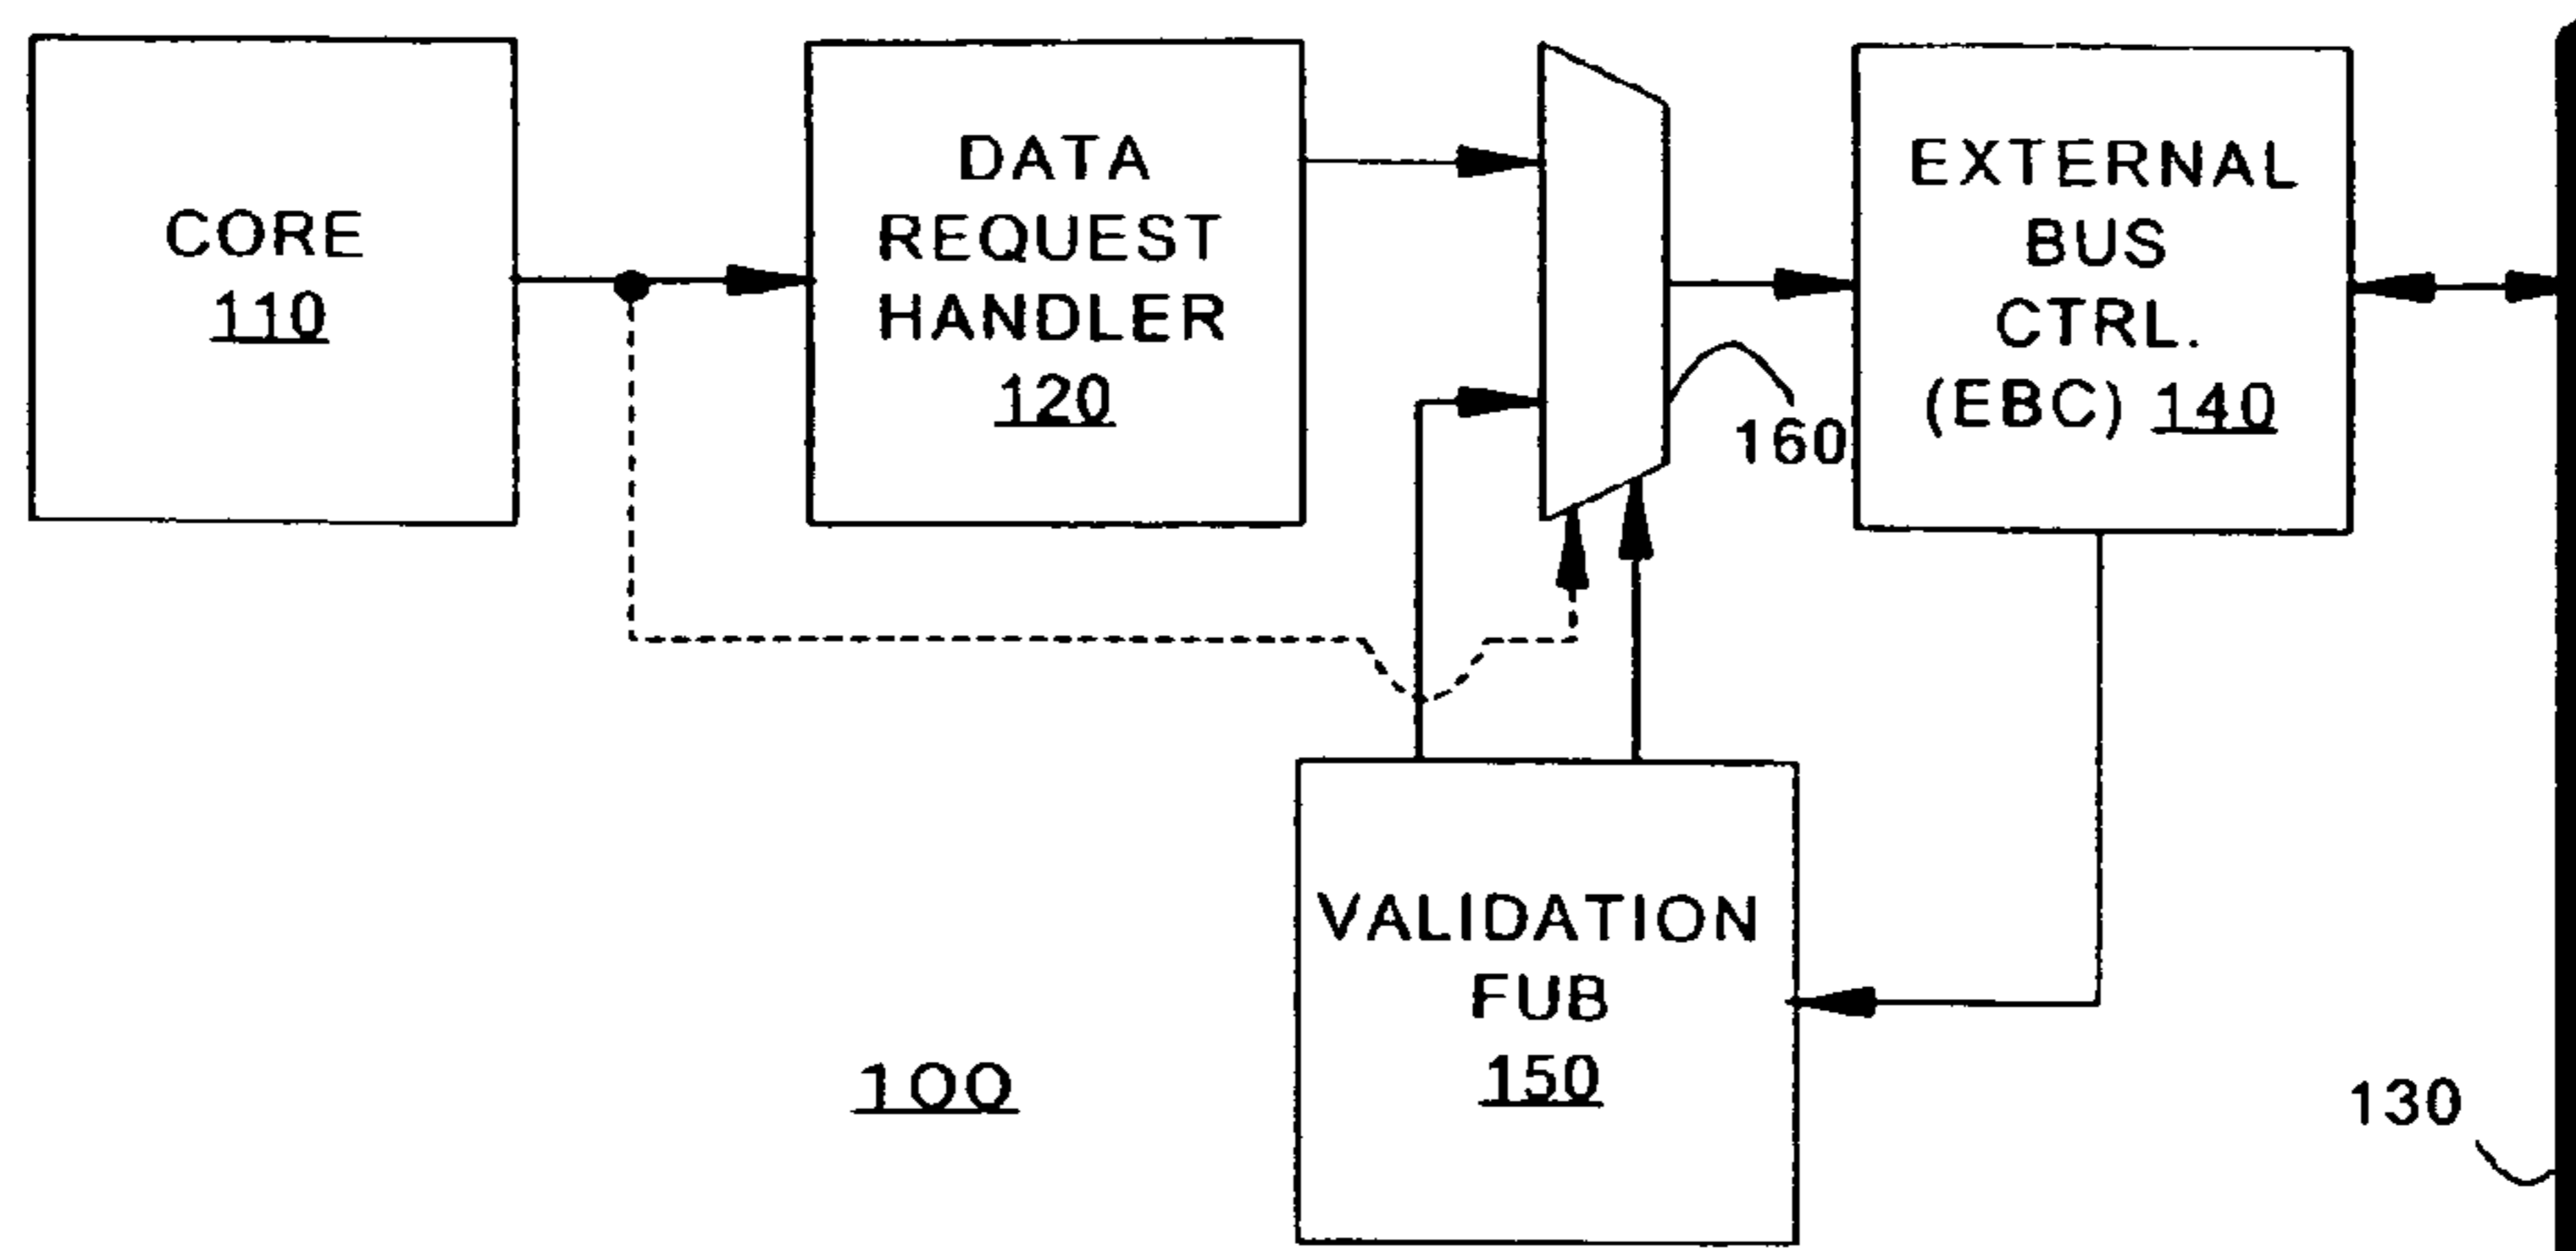 CORE
110
DATA
REQUEST
HANDLER
120
160
EXTERNAL
BUS
CTRL.
(EBC) 140
VALIDATION
FUB
150
100
130